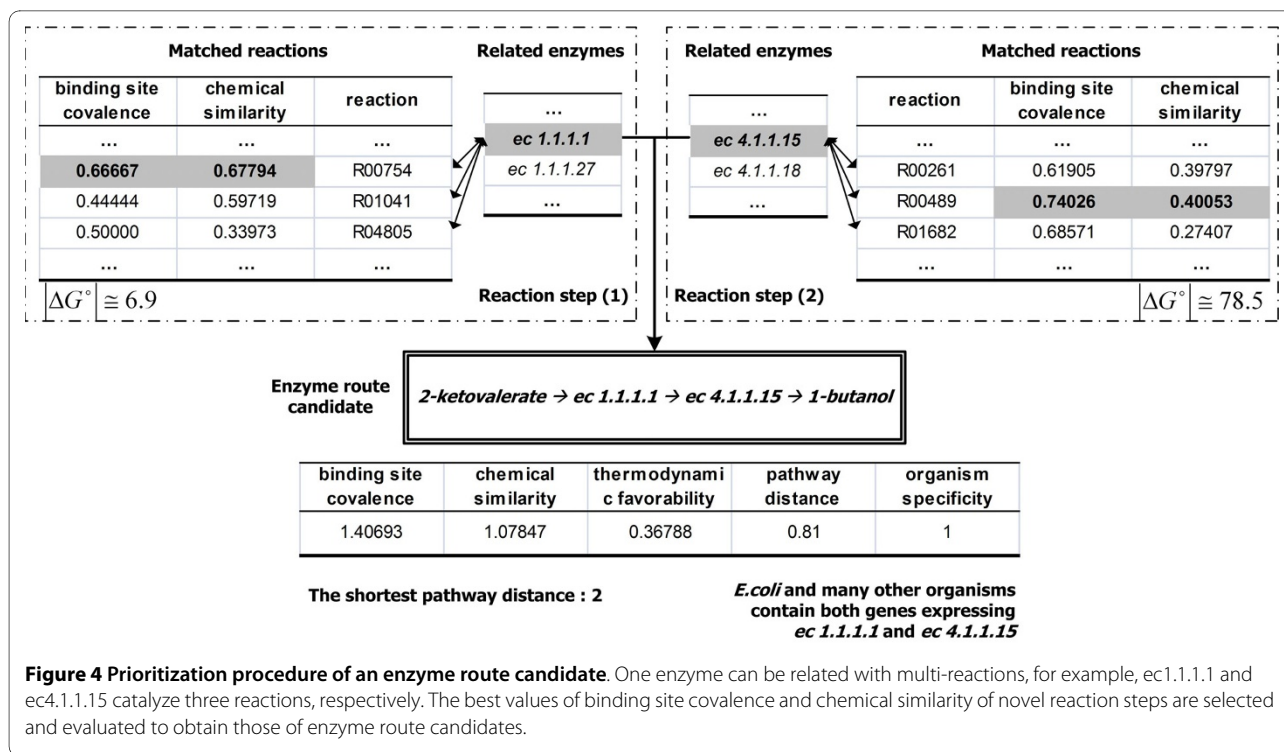 Matched reactions Related enzymes
binding site covalence chemical similarity reaction
... ... ...
0.66667 0.67794 R00754
0.44444 0.59719 R01041
0.50000 0.33973 R04805
... ... ...
|ΔG°| ≅ 6.9
...
ec 1.1.1.1
ec 1.1.1.27
...
Reaction step (1)
Related enzymes Matched reactions
...
ec 4.1.1.15
ec 4.1.1.18
...
reaction binding site covalence chemical similarity
... ... ...
R00261 0.61905 0.39797
R00489 0.74026 0.40053
R01682 0.68571 0.27407
... ... ...
Reaction step (2)
|ΔG°| ≅ 78.5
Enzyme route
candidate
2-ketovalerate → ec 1.1.1.1 → ec 4.1.1.15 → 1-butanol
binding site chemical thermodynami pathway organism
covalence similarity c favorability distance specificity
1.40693 1.07847 0.36788 0.81 1
The shortest pathway distance : 2
E.coli and many other organisms
contain both genes expressing
ec 1.1.1.1 and ec 4.1.1.15
Figure 4 Prioritization procedure of an enzyme route candidate. One enzyme can be related with multi-reactions, for example, ec1.1.1.1 and
ec4.1.1.15 catalyze three reactions, respectively. The best values of binding site covalence and chemical similarity of novel reaction steps are selected
and evaluated to obtain those of enzyme route candidates.